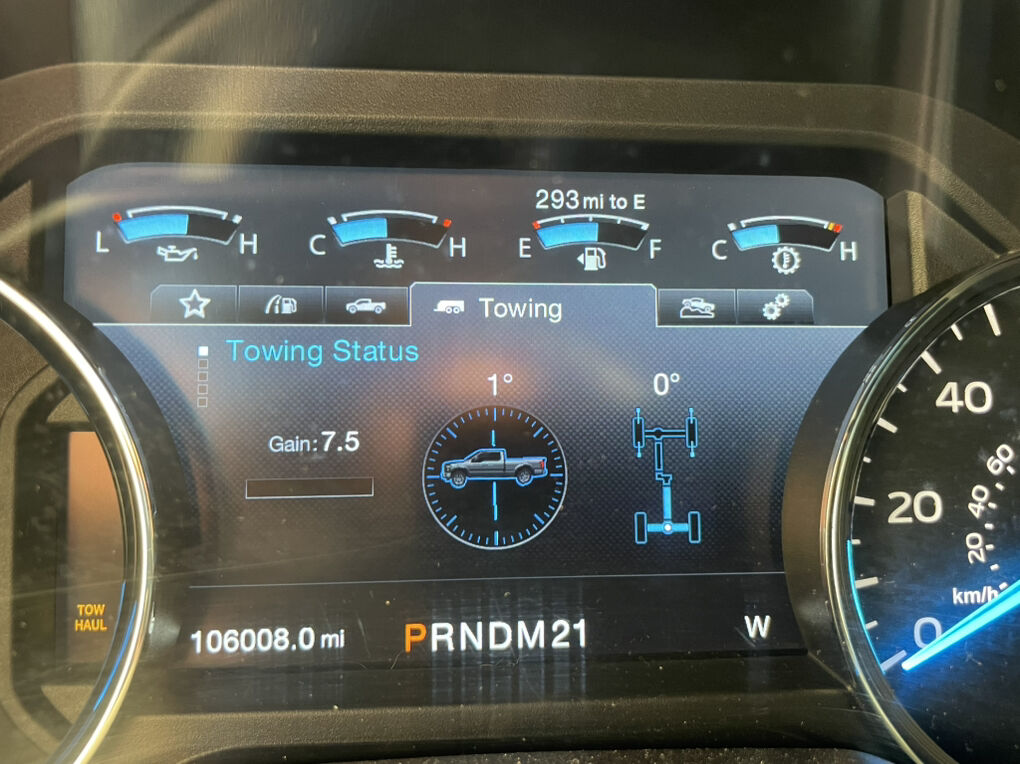 293 mi to E
L H C H E F C H
Towing
Towing Status
1° 0°
Gain: 7.5
40
60
20
40
20
km/h
0
TOW
HAUL
106008.0 mi PRNDM21 W